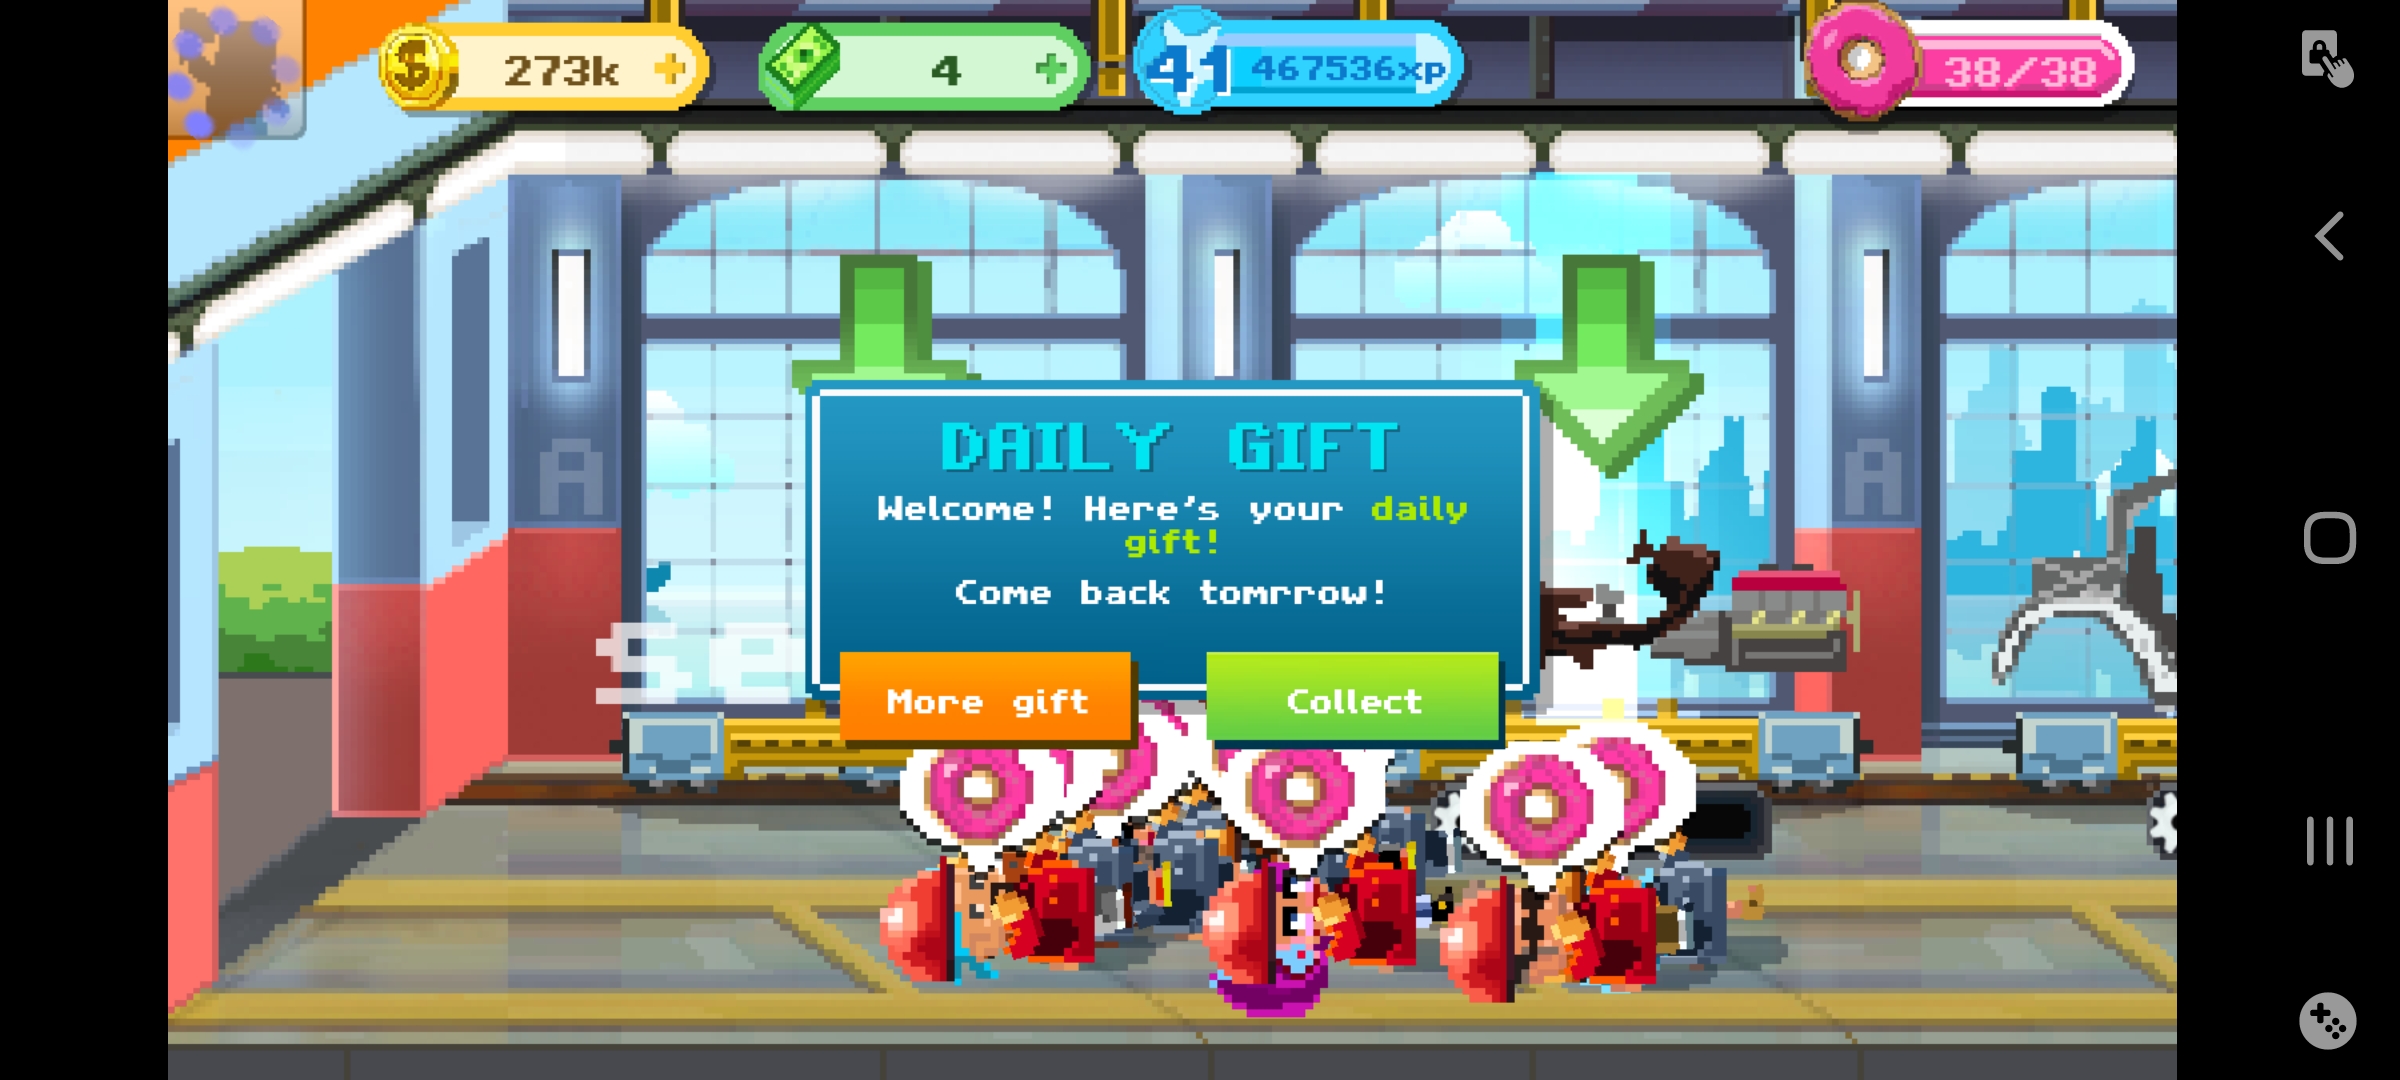 273k
4
41 467536xp
38/38
A
A
DAILY GIFT
Welcome! Here's your daily
gift!
Come back tomrrow!
se
More gift
Collect